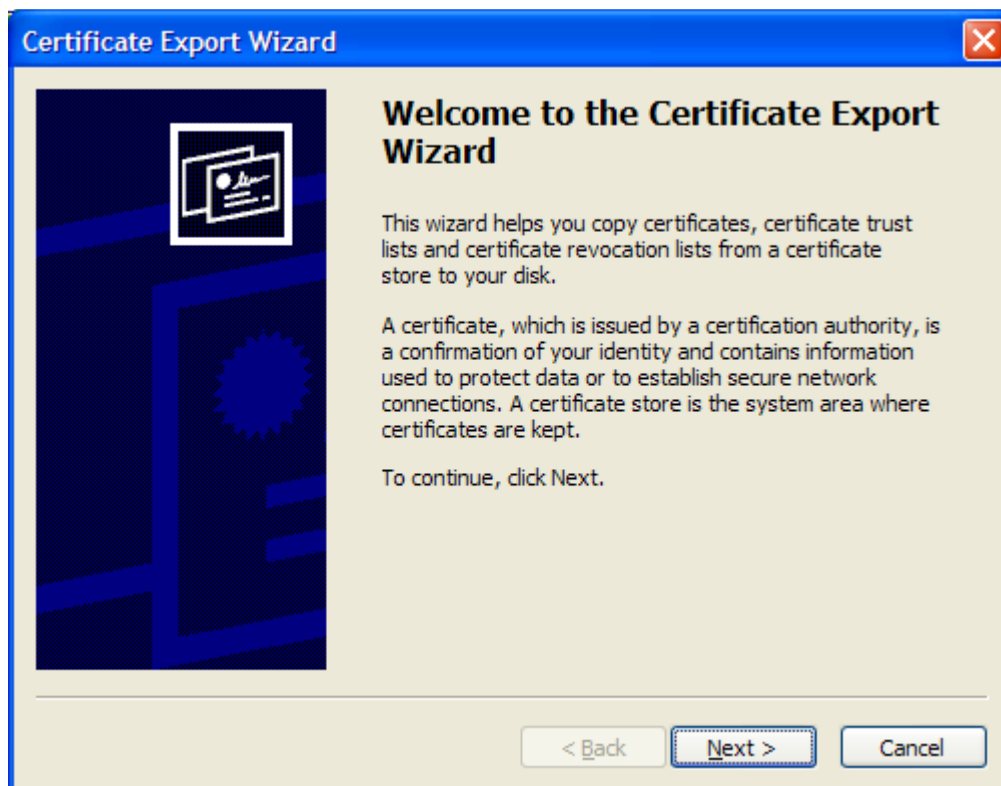 Certificate Export Wizard
Welcome to the Certificate Export
Wizard
This wizard helps you copy certificates, certificate trust
lists and certificate revocation lists from a certificate
store to your disk.
A certificate, which is issued by a certification authority, is
a confirmation of your identity and contains information
used to protect data or to establish secure network
connections. A certificate store is the system area where
certificates are kept.
To continue, click Next.
< Back Next > Cancel